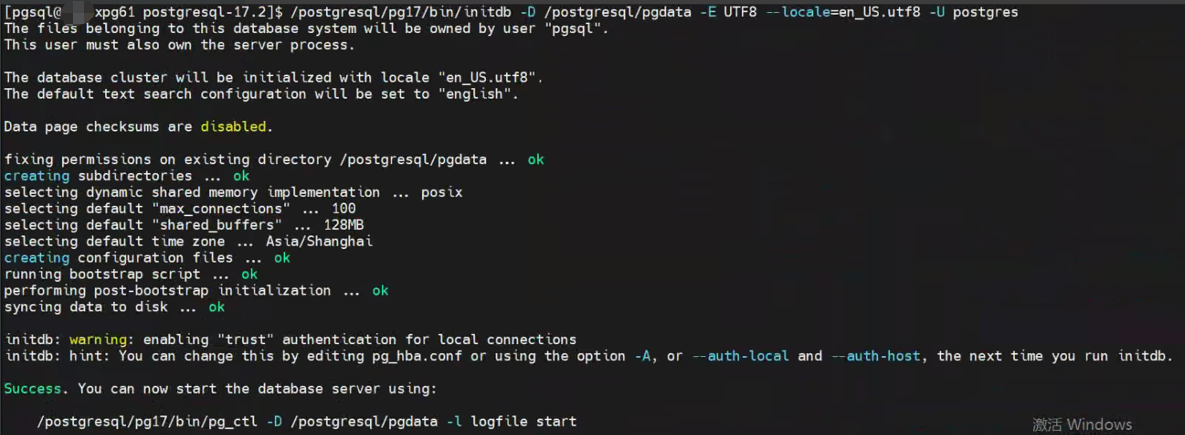 [pgsql@ xpg61 postgresql-17.2]$ /postgresql/pg17/bin/initdb -D /postgresql/pgdata -E UTF8 --locale=en_US.utf8 -U postgres
The files belonging to this database system will be owned by user "pgsql".
This user must also own the server process.
The database cluster will be initialized with locale "en_US.utf8".
The default text search configuration will be set to "english".
Data page checksums are disabled.
fixing permissions on existing directory /postgresql/pgdata ... ok
creating subdirectories ... ok
selecting dynamic shared memory implementation ... posix
selecting default "max_connections" ... 100
selecting default "shared_buffers" ... 128MB
selecting default time zone ... Asia/Shanghai
creating configuration files ... ok
running bootstrap script ... ok
performing post-bootstrap initialization ... ok
syncing data to disk ... ok
initdb: warning: enabling "trust" authentication for local connections
initdb: hint: You can change this by editing pg_hba.conf or using the option -A, or --auth-local and --auth-host, the next time you run initdb.
Success. You can now start the database server using:
/postgresql/pg17/bin/pg_ctl -D /postgresql/pgdata -l logfile start
激活 Windows